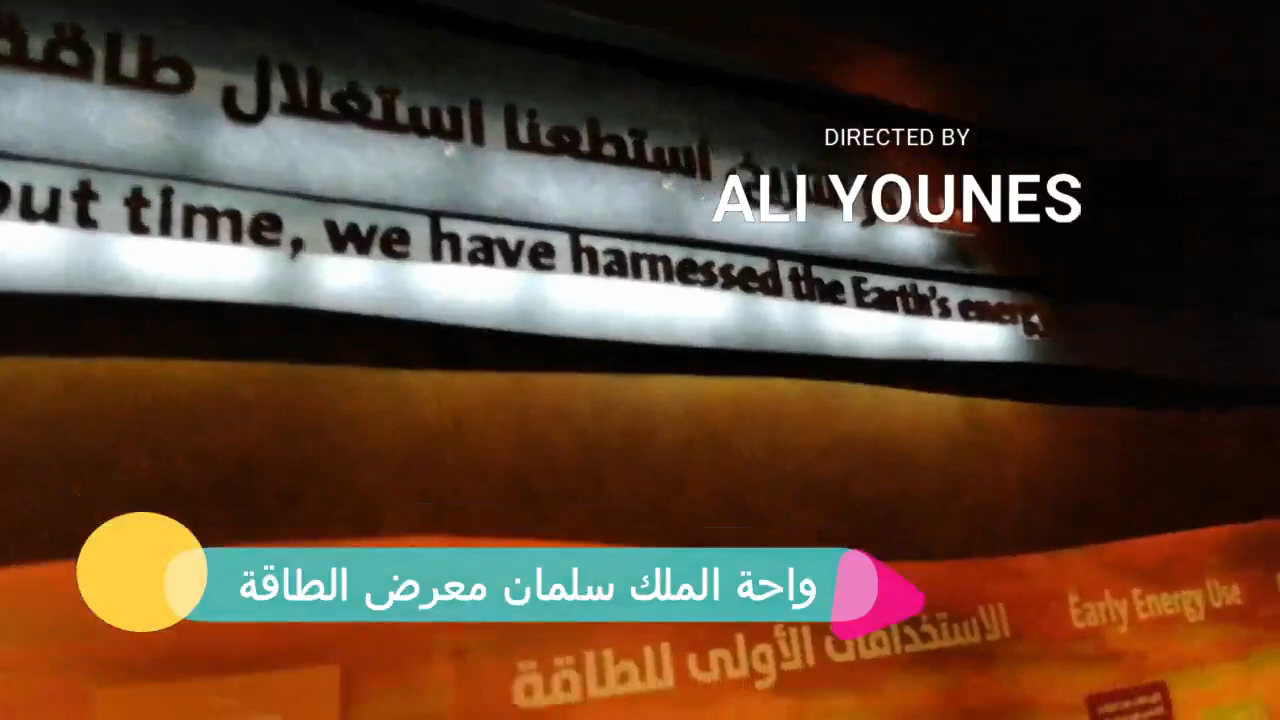 استطعنا استغلال طاقة
out time, we have harnessed the Earth's energy
DIRECTED BY
ALI YOUNES
واحة الملك سلمان معرض الطاقة
الاستخدامات الأولى للطاقة
Early Energy Use